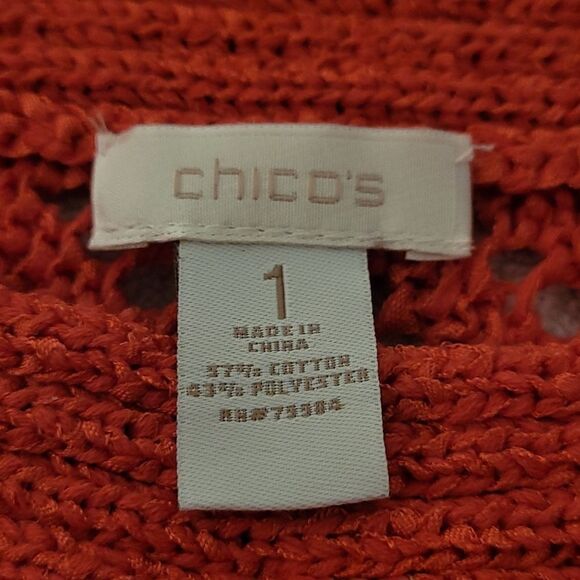 chico's
1
MADE IN
CHINA
57% COTTON
43% POLYESTER
RN#79984